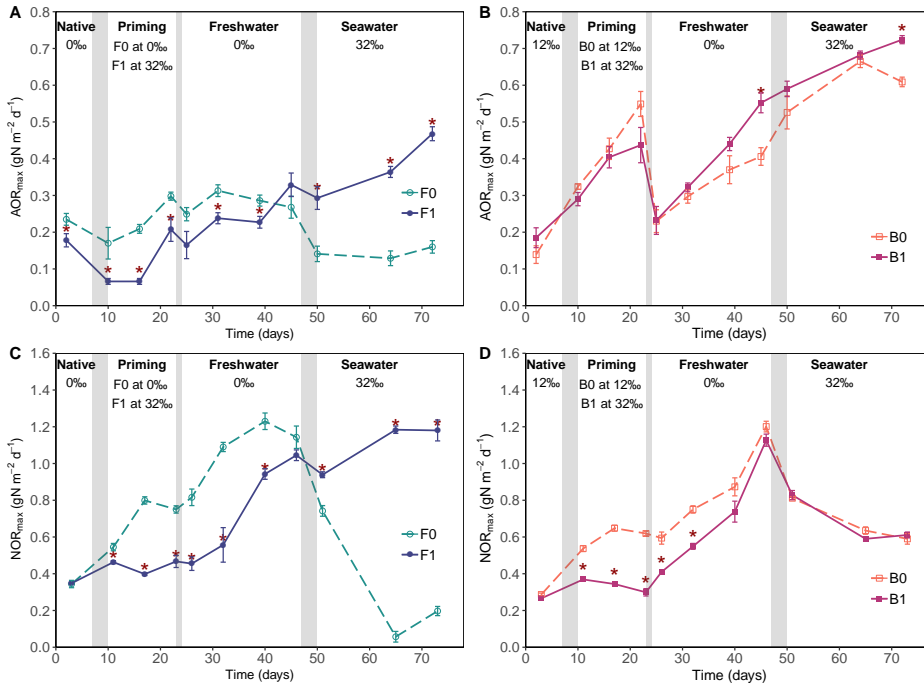 A
Native
Priming
Freshwater
Seawater
0‰
F0 at 0‰
0‰
32‰
F1 at 32‰
0.8
0.7
0.6
0.5
0.4
0.3
0.2
0.1
0.0
AORmax (gN m−2 d−1)
* * * * * * * * *
F0
F1
0 10 20 30 40 50 60 70
Time (days)
B
Native
Priming
Freshwater
Seawater
12‰
B0 at 12‰
0‰
32‰
B1 at 32‰
0.8
0.7
0.6
0.5
0.4
0.3
0.2
0.1
0.0
AORmax (gN m−2 d−1)
* *
B0
B1
0 10 20 30 40 50 60 70
Time (days)
C
Native
Priming
Freshwater
Seawater
0‰
F0 at 0‰
0‰
32‰
F1 at 32‰
1.6
1.4
1.2
1.0
0.8
0.6
0.4
0.2
0.0
NORmax (gN m−2 d−1)
* * * * * * * * *
F0
F1
0 10 20 30 40 50 60 70
Time (days)
D
Native
Priming
Freshwater
Seawater
12‰
B0 at 12‰
0‰
32‰
B1 at 32‰
1.6
1.4
1.2
1.0
0.8
0.6
0.4
0.2
0.0
NORmax (gN m−2 d−1)
* * * * *
B0
B1
0 10 20 30 40 50 60 70
Time (days)